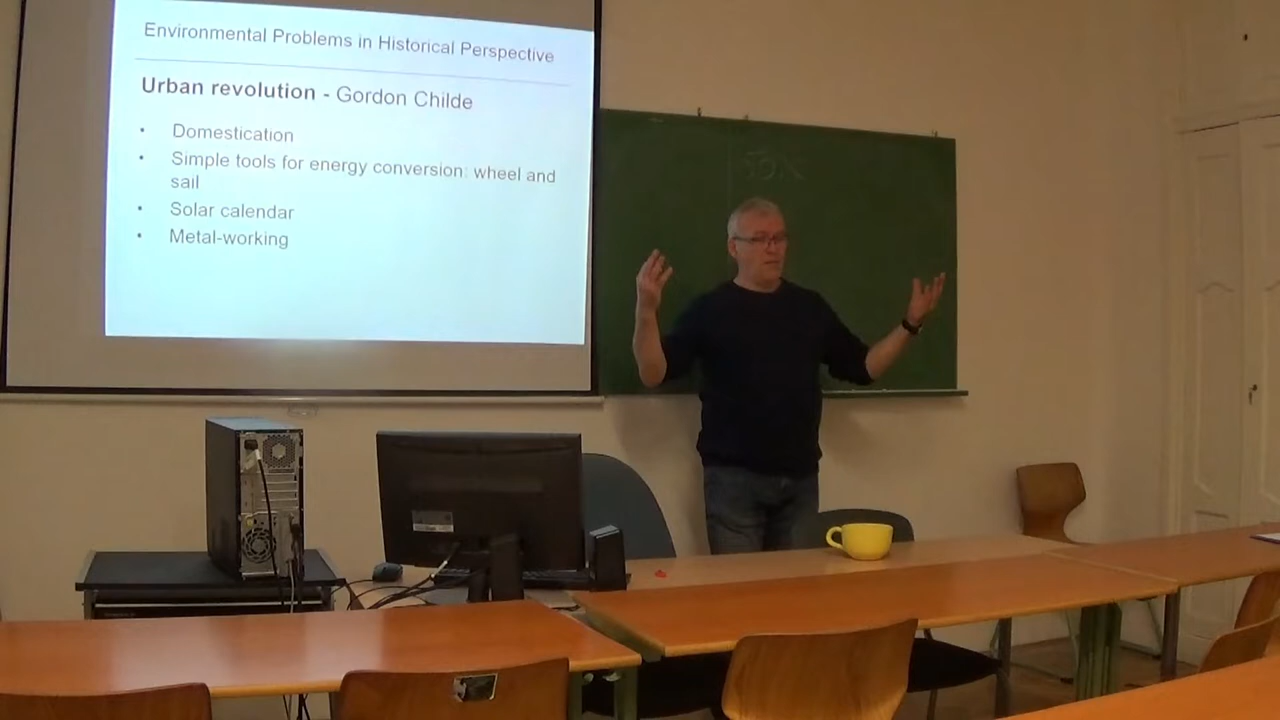 Environmental Problems in Historical Perspective
Urban revolution - Gordon Childe
• Domestication
• Simple tools for energy conversion: wheel and
sail
• Solar calendar
• Metal-working